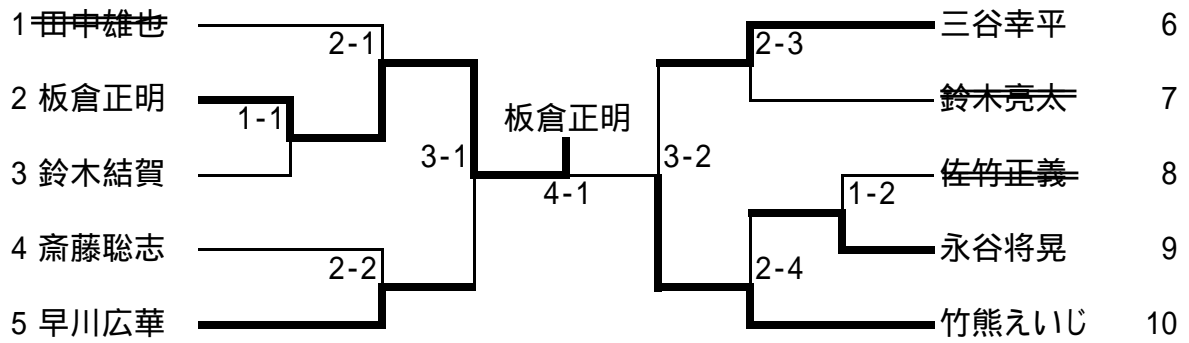 1 田中雄也
2 板倉正明
3 鈴木結賀
4 斎藤聡志
5 早川広華
2-1
1-1
2-2
3-1
板倉正明
4-1
3-2
2-3
1-2
2-4
三谷幸平 6
鈴木亮太 7
佐竹正義 8
永谷将晃 9
竹熊えいじ 10